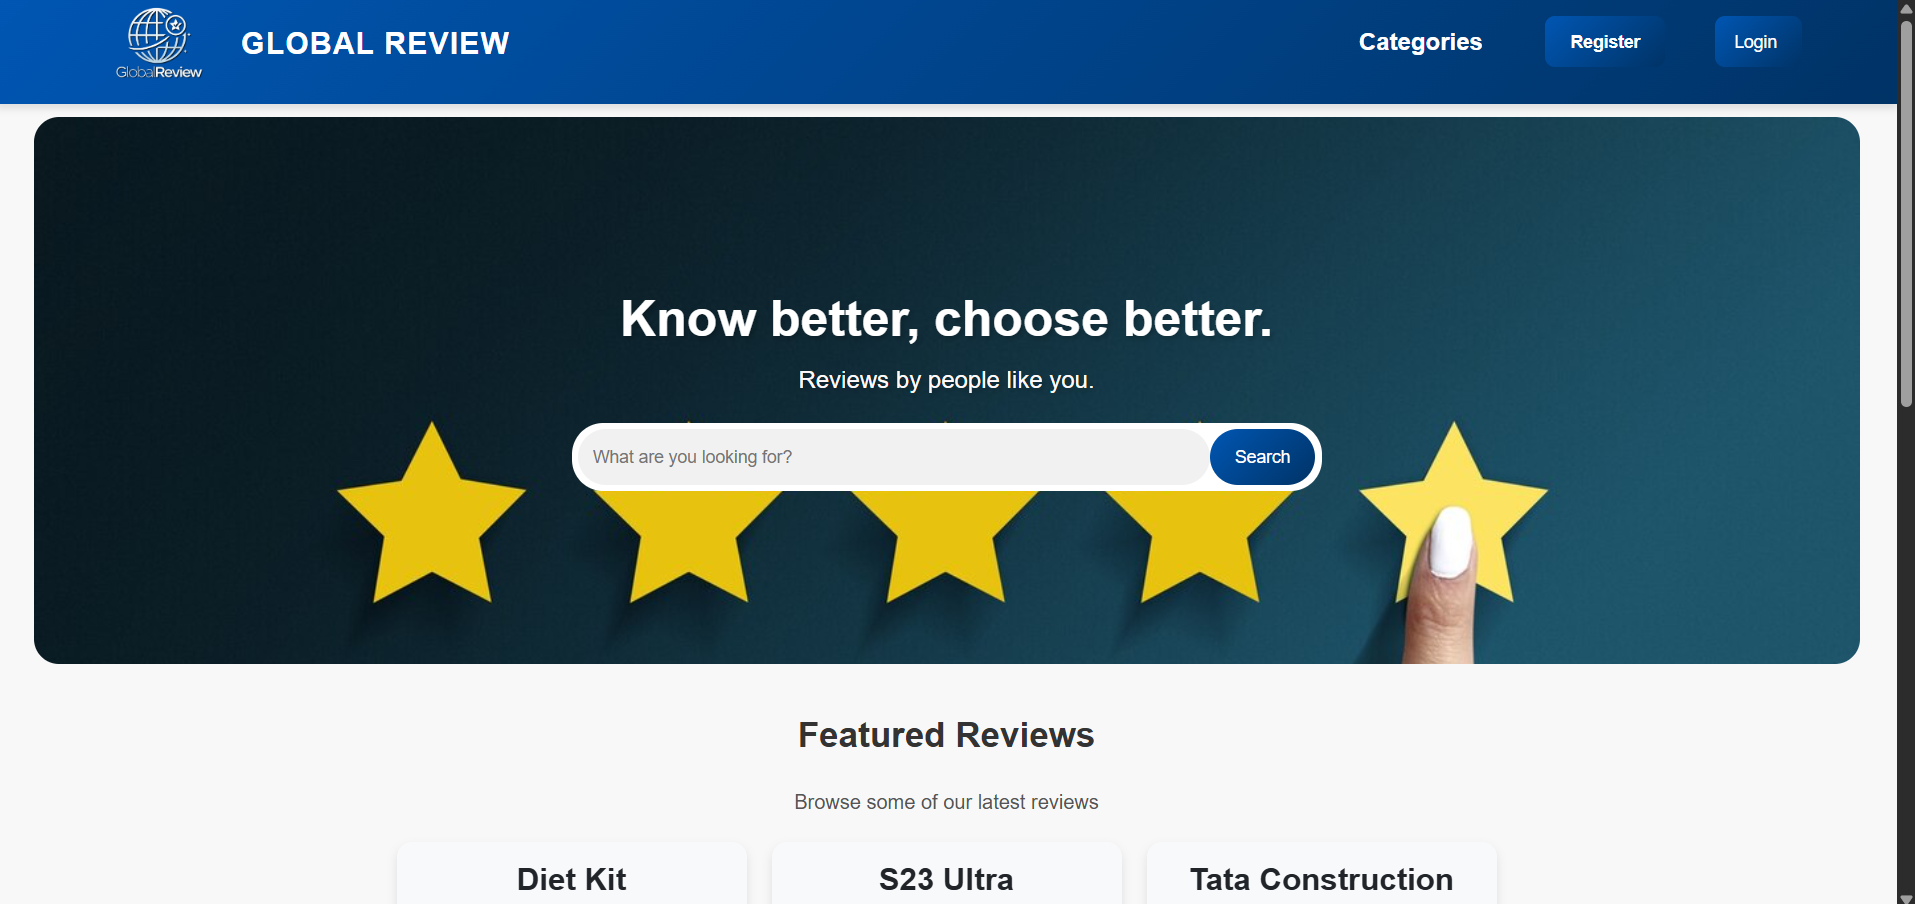 GlobalReview
GLOBAL REVIEW
Categories
Register
Login
Know better, choose better.
Reviews by people like you.
What are you looking for?
Search
Featured Reviews
Browse some of our latest reviews
Diet Kit
S23 Ultra
Tata Construction